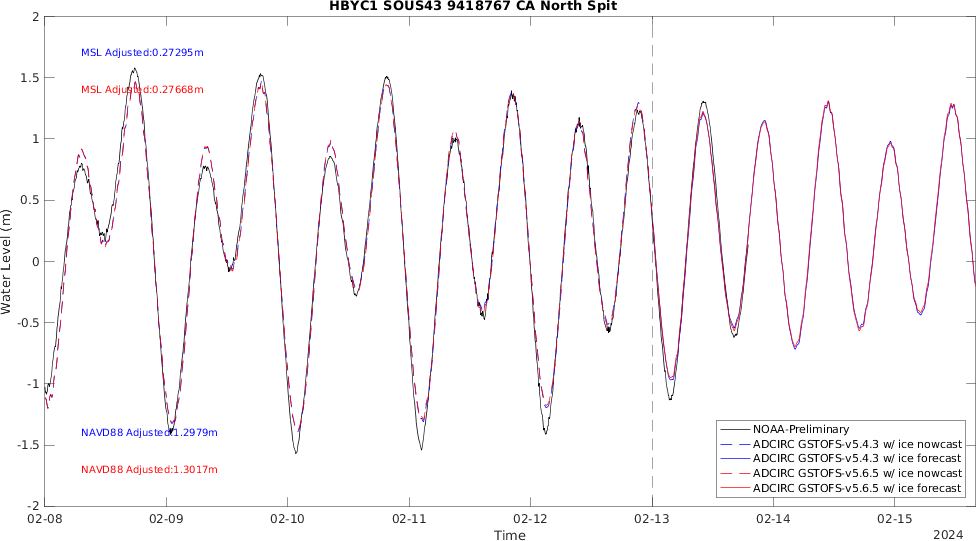 HBYC1 SOUS43 9418767 CA North Spit
2
1.5
1
0.5
0
-0.5
-1
-1.5
-2
Water Level (m)
MSL Adjusted:0.27295m
MSL Adjusted:0.27668m
NAVD88 Adjusted:1.2979m
NAVD88 Adjusted:1.3017m
NOAA-Preliminary
ADCIRC GSTOFS-v5.4.3 w/ ice nowcast
ADCIRC GSTOFS-v5.4.3 w/ ice forecast
ADCIRC GSTOFS-v5.6.5 w/ ice nowcast
ADCIRC GSTOFS-v5.6.5 w/ ice forecast
02-08 02-09 02-10 02-11 02-12 02-13 02-14 02-15
Time
2024